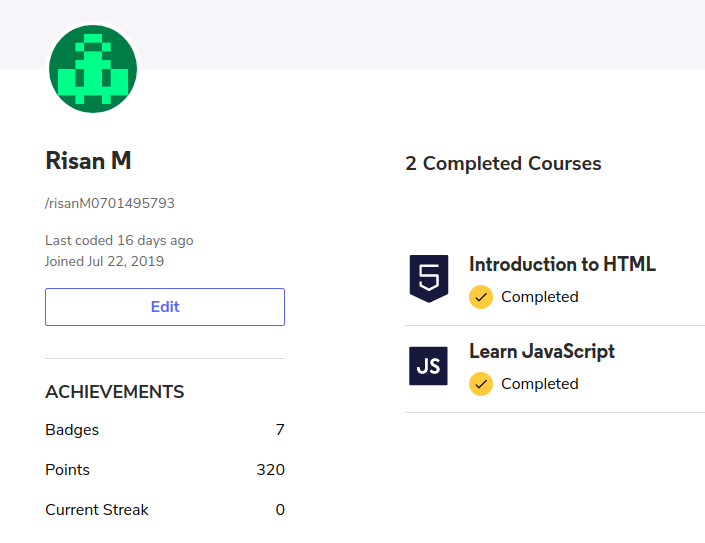 Risan M
/risanM0701495793
Last coded 16 days ago
Joined Jul 22, 2019
Edit
ACHIEVEMENTS
Badges 7
Points 320
Current Streak 0
2 Completed Courses
5
Introduction to HTML
Completed
JS
Learn JavaScript
Completed